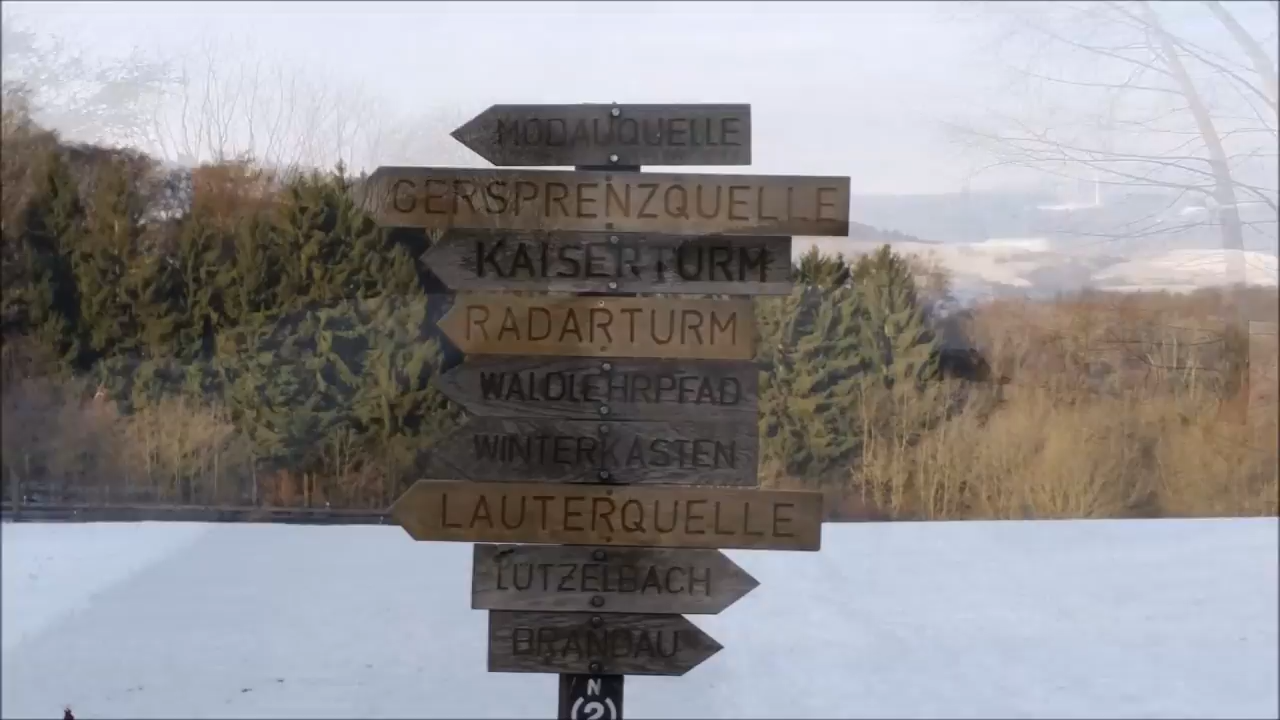 MODAUQUELLE
GERSPRENZQUELLE
KAISERTURM
RADARTURM
WALDLEHRPFAD
WINTERKASTEN
LAUTERQUELLE
LÜTZELBACH
BRANDAU
N
(2)